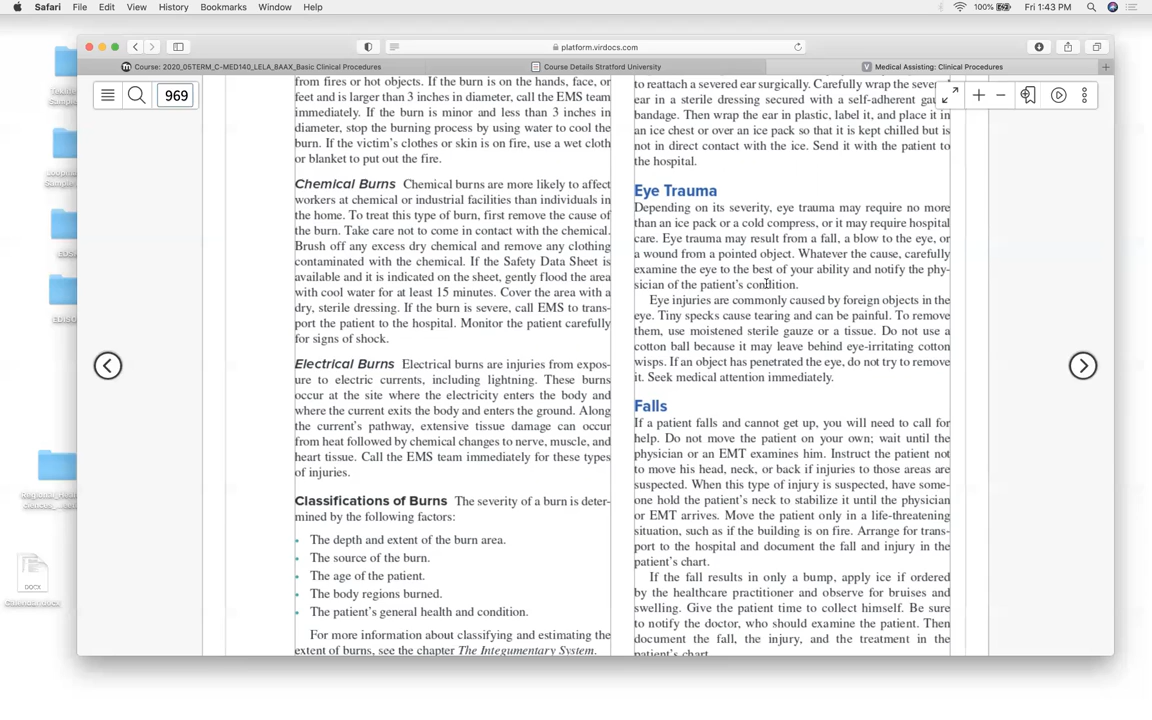 Safari File Edit View History Bookmarks Window Help
100% Fri 1:43 PM
platform.virdocs.com
Course: 2020_05TERM_C-MED140_LELA_8AAX_Basic Clinical Procedures
Course Details Stratford University
Medical Assisting: Clinical Procedures
969
from fires or hot objects. If the burn is on the hands, face, or
feet and is larger than 3 inches in diameter, call the EMS team
immediately. If the burn is minor and less than 3 inches in
diameter, stop the burning process by using water to cool the
burn. If the victim's clothes or skin is on fire, use a wet cloth
or blanket to put out the fire.
Chemical Burns Chemical burns are more likely to affect
workers at chemical or industrial facilities than individuals in
the home. To treat this type of burn, first remove the cause of
the burn. Take care not to come in contact with the chemical.
Brush off any excess dry chemical and remove any clothing
contaminated with the chemical. If the Safety Data Sheet is
available and it is indicated on the sheet, gently flood the area
with cool water for at least 15 minutes. Cover the area with a
dry, sterile dressing. If the burn is severe, call EMS to trans-
port the patient to the hospital. Monitor the patient carefully
for signs of shock.
Electrical Burns Electrical burns are injuries from expos-
ure to electric currents, including lightning. These burns
occur at the site where the electricity enters the body and
where the current exits the body and enters the ground. Along
the current's pathway, extensive tissue damage can occur
from heat followed by chemical changes to nerve, muscle, and
heart tissue. Call the EMS team immediately for these types
of injuries.
Classifications of Burns The severity of a burn is deter-
mined by the following factors:
• The depth and extent of the burn area.
• The source of the burn.
• The age of the patient.
• The body regions burned.
• The patient's general health and condition.
For more information about classifying and estimating the
extent of burns, see the chapter The Integumentary System.
to reattach a severed ear surgically. Carefully wrap the
ear in a sterile dressing secured with a self-adherent
bandage. Then wrap the ear in plastic, label it, and place it in
an ice chest or over an ice pack so that it is kept chilled but is
not in direct contact with the ice. Send it with the patient to
the hospital.
Eye Trauma
Depending on its severity, eye trauma may require no more
than an ice pack or a cold compress, or it may require hospital
care. Eye trauma may result from a fall, a blow to the eye, or
a wound from a pointed object. Whatever the cause, carefully
examine the eye to the best of your ability and notify the phy-
sician of the patient's condition.
Eye injuries are commonly caused by foreign objects in the
eye. Tiny specks cause tearing and can be painful. To remove
them, use moistened sterile gauze or a tissue. Do not use a
cotton ball because it may leave behind eye-irritating cotton
wisps. If an object has penetrated the eye, do not try to remove
it. Seek medical attention immediately.
Falls
If a patient falls and cannot get up, you will need to call for
help. Do not move the patient on your own; wait until the
physician or an EMT examines him. Instruct the patient not
to move his head, neck, or back if injuries to those areas are
suspected. When this type of injury is suspected, have some-
one hold the patient's neck to stabilize it until the physician
or EMT arrives. Move the patient only in a life-threatening
situation, such as if the building is on fire. Arrange for trans-
port to the hospital and document the fall and injury in the
patient's chart.
If the fall results in only a bump, apply ice if ordered
by the healthcare practitioner and observe for bruises and
swelling. Give the patient time to collect himself. Be sure
to notify the doctor, who should examine the patient. Then
document the fall, the injury, and the treatment in the
patient's chart.
DOCX
Calendar.docx